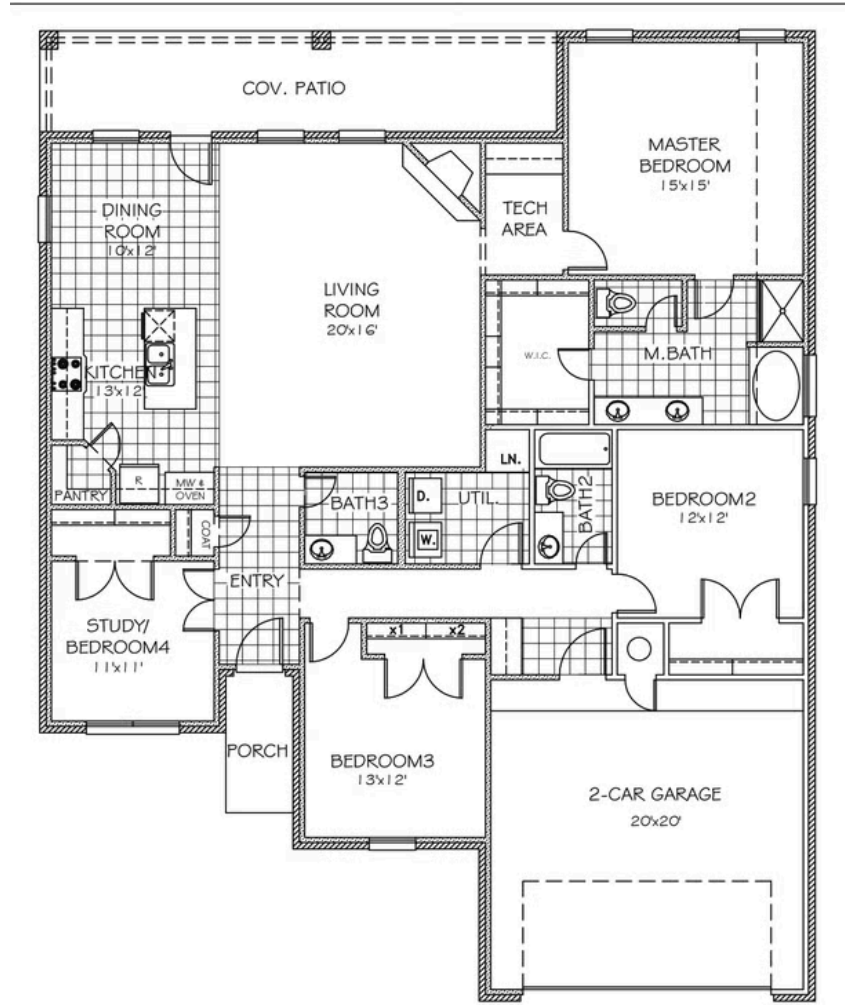 COV. PATIO
MASTER
BEDROOM
15'x15'
TECH
AREA
DINING
ROOM
10'x12'
LIVING
ROOM
20'x16'
KITCHEN
13'x12'
W.I.C.
M.BATH
LN.
PANTRY
R
MW &
OVEN
COAT
BATH3
D.
W.
UTIL.
BATH2
BEDROOM2
12'x12'
ENTRY
STUDY/
BEDROOM4
11'x11'
x1
x2
PORCH
BEDROOM3
13'x12'
2-CAR GARAGE
20'x20'